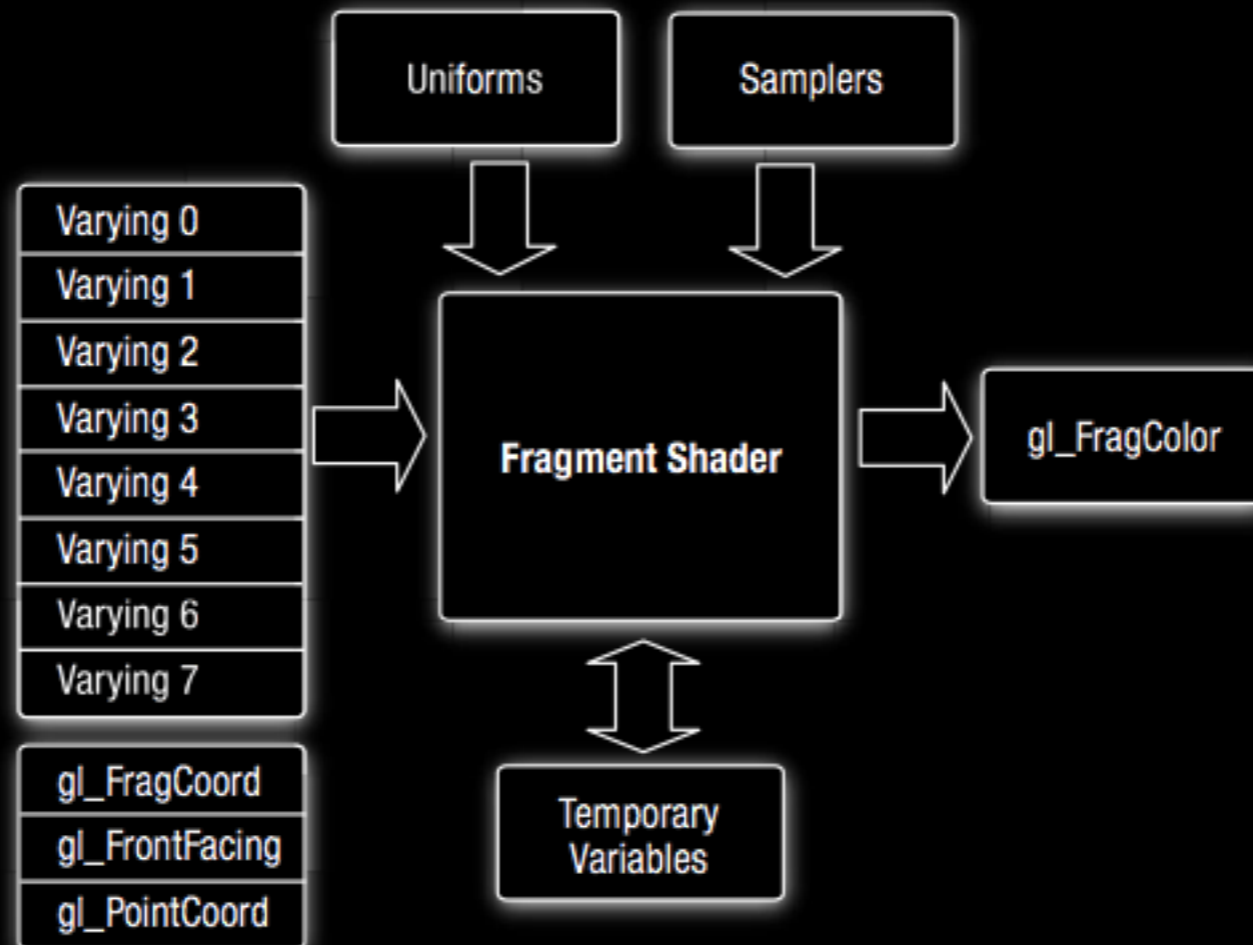 Uniforms
Samplers
Varying 0
Varying 1
Varying 2
Varying 3
Varying 4
Varying 5
Varying 6
Varying 7
gl_FragCoord
gl_FrontFacing
gl_PointCoord
Fragment Shader
gl_FragColor
Temporary
Variables